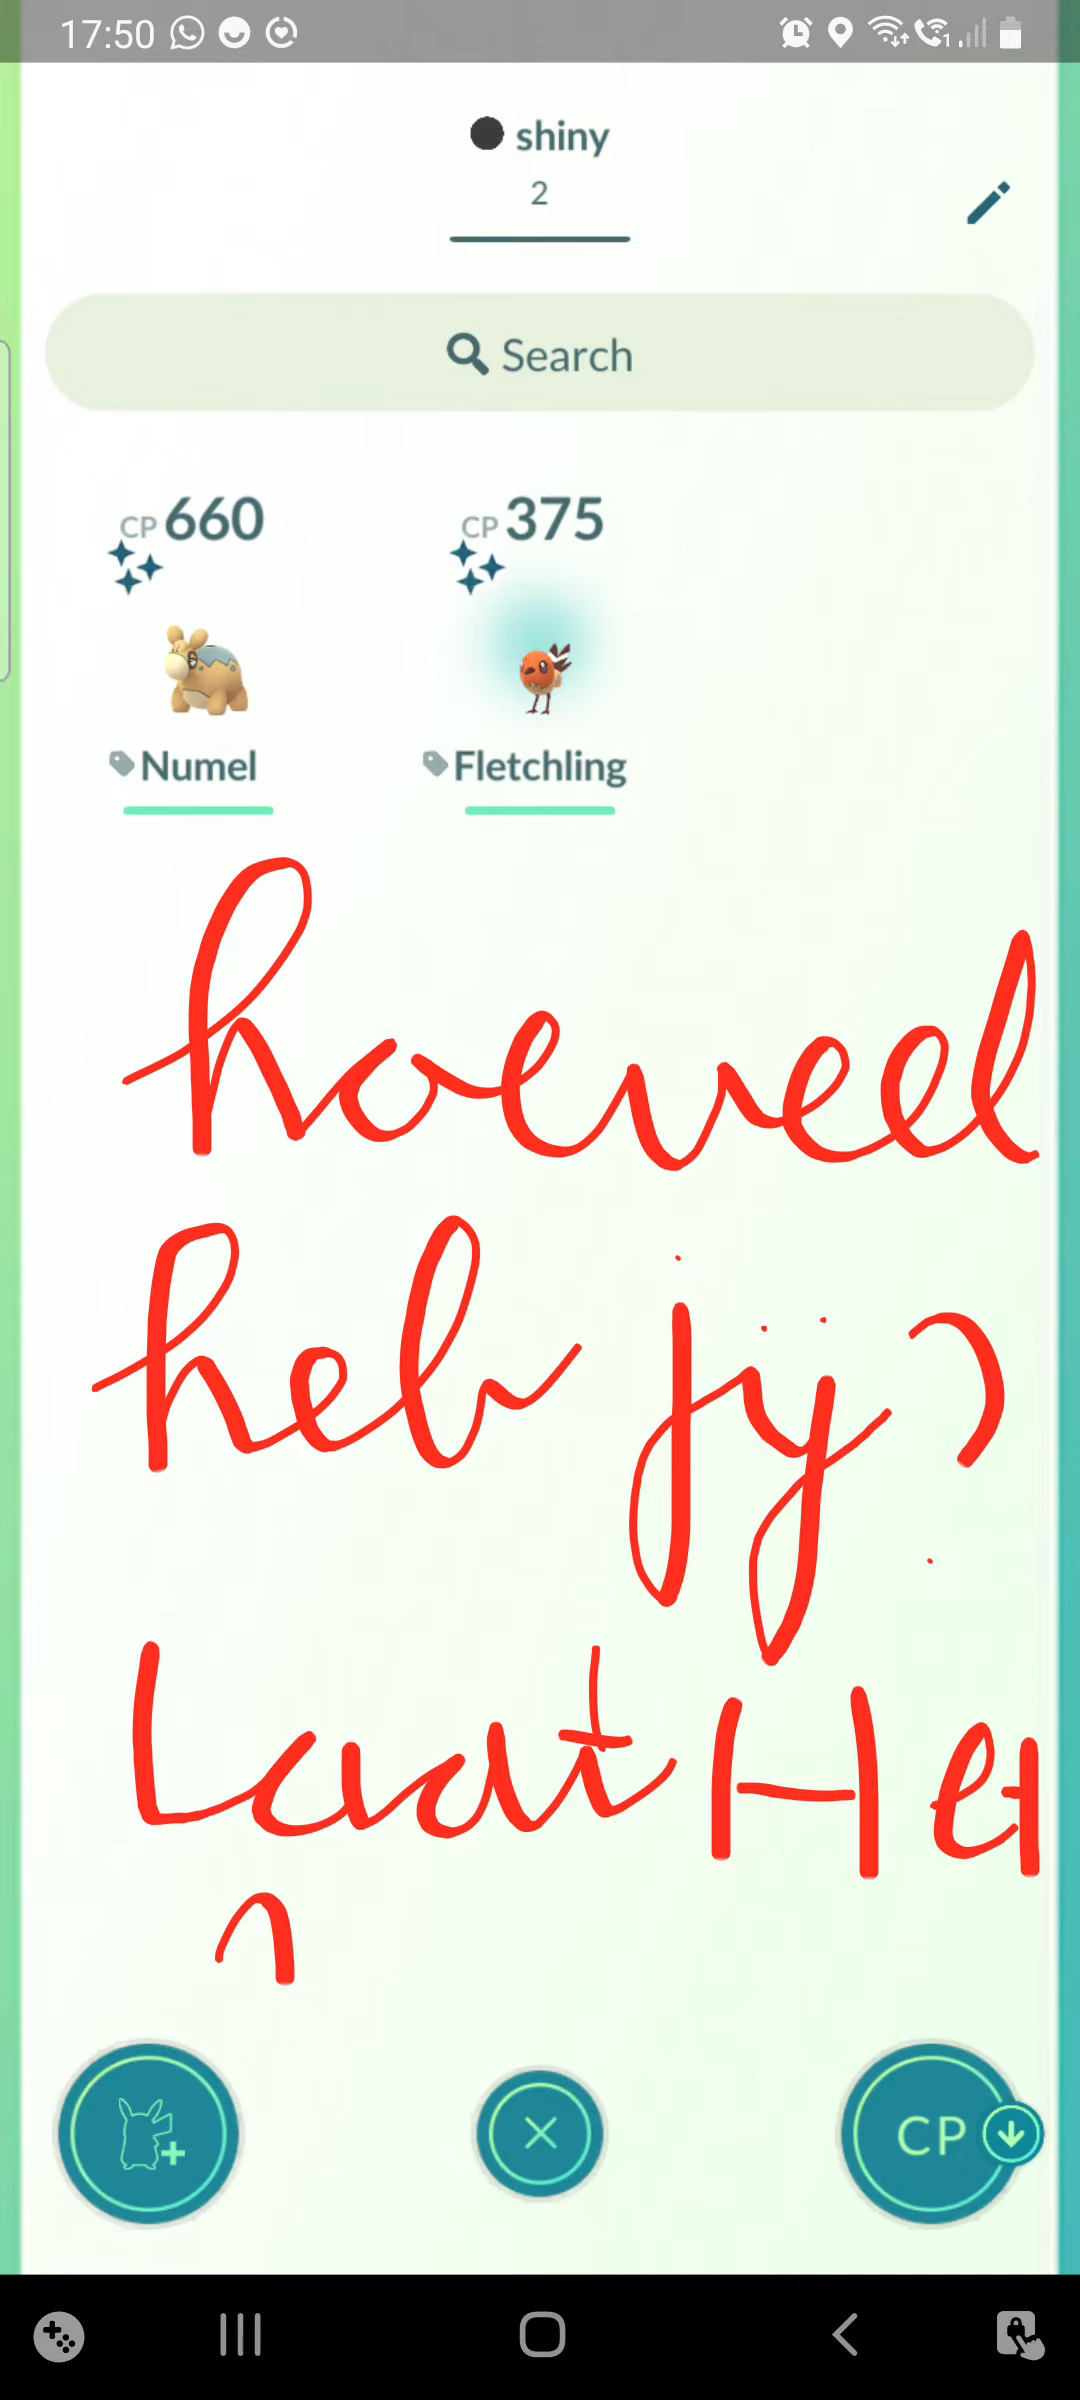 17:50
shiny
2
Search
CP 660
CP 375
Numel
Fletchling
hoeveel
heb jij?
Laat Het
CP